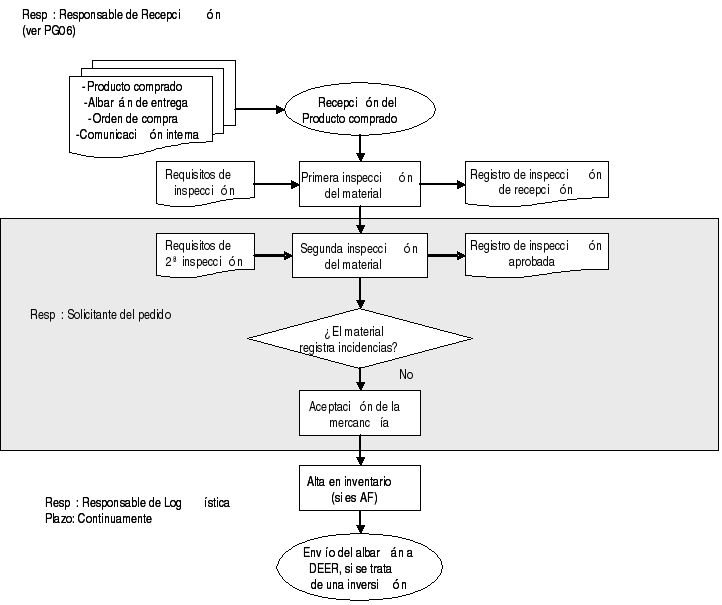 Resp : Responsable de Recepci ón
(ver PG06)
-Producto comprado
-Albar án de entrega
-Orden de compra
-Comunicaci ón interna
Recepci ón del
Producto comprado
Requisitos de
inspecci ón
Primera inspecci ón
del material
Registro de inspecci ón
de recepci ón
Requisitos de
2ª inspecci ón
Segunda inspecci ón
del material
Registro de inspecci ón
aprobada
Resp : Solicitante del pedido
¿El material
registra incidencias?
No
Aceptaci ón de la
mercanc ía
Alta en inventario
(si es AF)
Resp : Responsable de Log ística
Plazo: Continuamente
Env ío del albar án a
DEER, si se trata
de una inversi ón